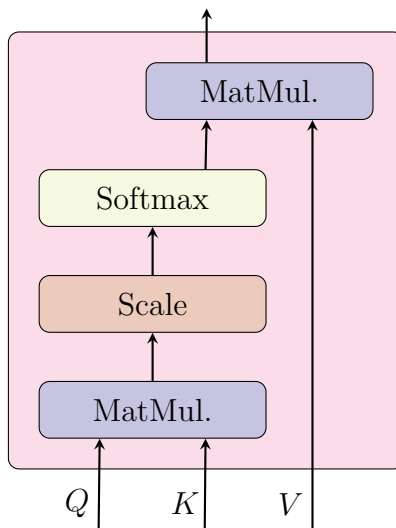 MatMul.
Softmax
Scale
MatMul.
Q K V